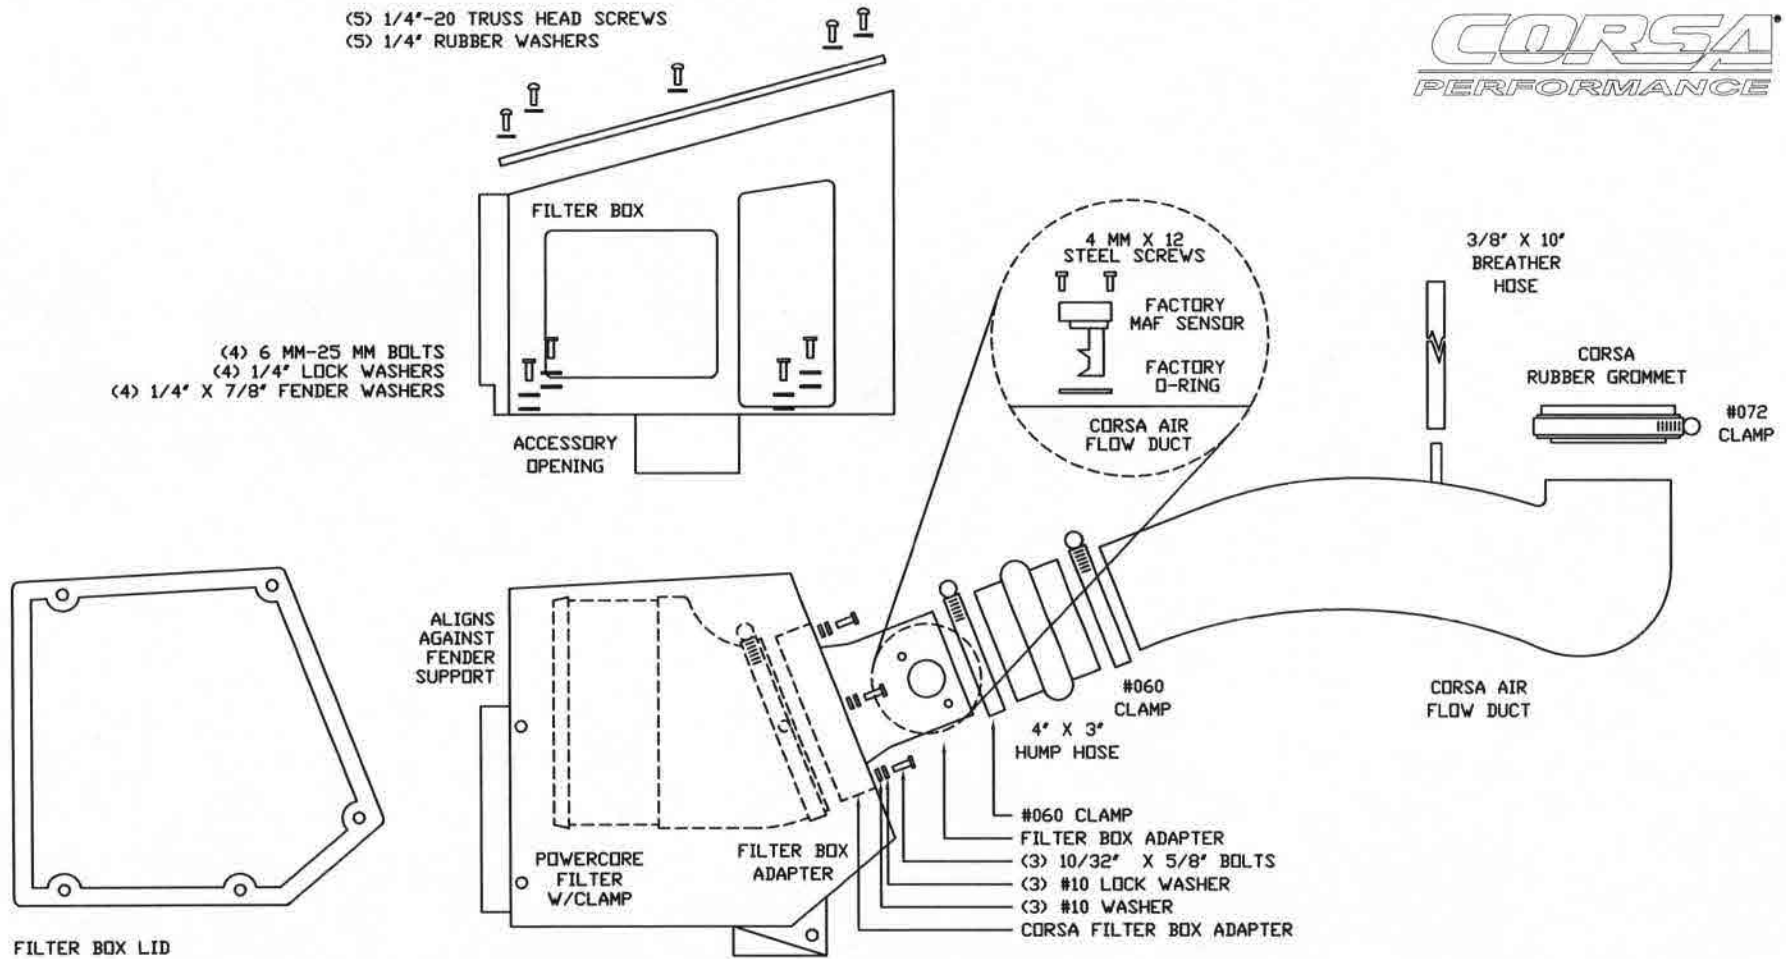 (5) 1/4"-20 TRUSS HEAD SCREWS
(5) 1/4" RUBBER WASHERS
CORSA
PERFORMANCE
FILTER BOX
(4) 6 MM-25 MM BOLTS
(4) 1/4" LOCK WASHERS
(4) 1/4" X 7/8" FENDER WASHERS
ACCESSORY
OPENING
4 MM X 12
STEEL SCREWS
FACTORY
MAF SENSOR
FACTORY
O-RING
CORSA AIR
FLOW DUCT
3/8" X 10"
BREATHER
HOSE
CORSA
RUBBER GROMMET
#072
CLAMP
ALIGNS
AGAINST
FENDER
SUPPORT
#060
CLAMP
4" X 3"
HUMP HOSE
CORSA AIR
FLOW DUCT
POWERCORE
FILTER
W/CLAMP
FILTER BOX
ADAPTER
#060 CLAMP
FILTER BOX ADAPTER
(3) 10/32" X 5/8" BOLTS
(3) #10 LOCK WASHER
(3) #10 WASHER
CORSA FILTER BOX ADAPTER
FILTER BOX LID